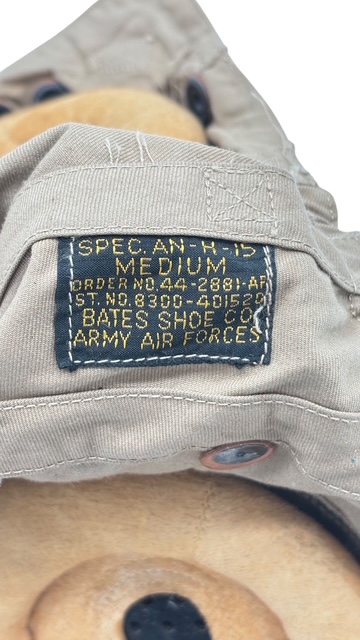 SPEC. AN-H-15
MEDIUM
ORDER NO. 44-2881-AF
ST. NO. 8300-401529
BATES SHOE CO.
ARMY AIR FORCES